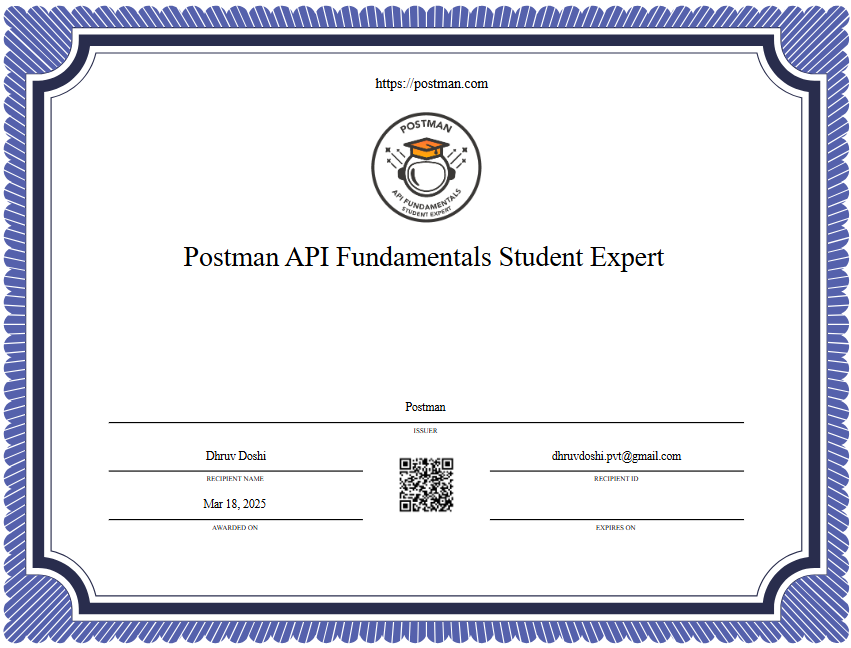 https://postman.com
POSTMAN
API FUNDAMENTALS
STUDENT EXPERT
Postman API Fundamentals Student Expert
Postman
ISSUER
Dhruv Doshi
RECIPIENT NAME
dhruvdoshi.pvt@gmail.com
RECIPIENT ID
Mar 18, 2025
AWARDED ON
EXPIRES ON